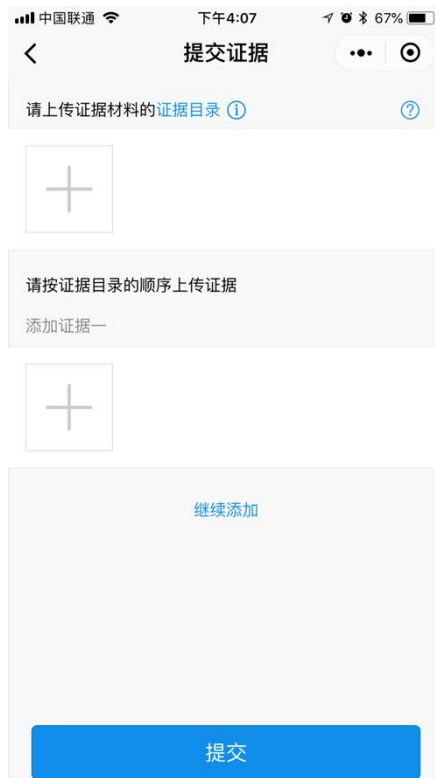 中国联通 下午4:07 67%
提交证据
请上传证据材料的证据目录
请按证据目录的顺序上传证据
添加证据一
继续添加
提交